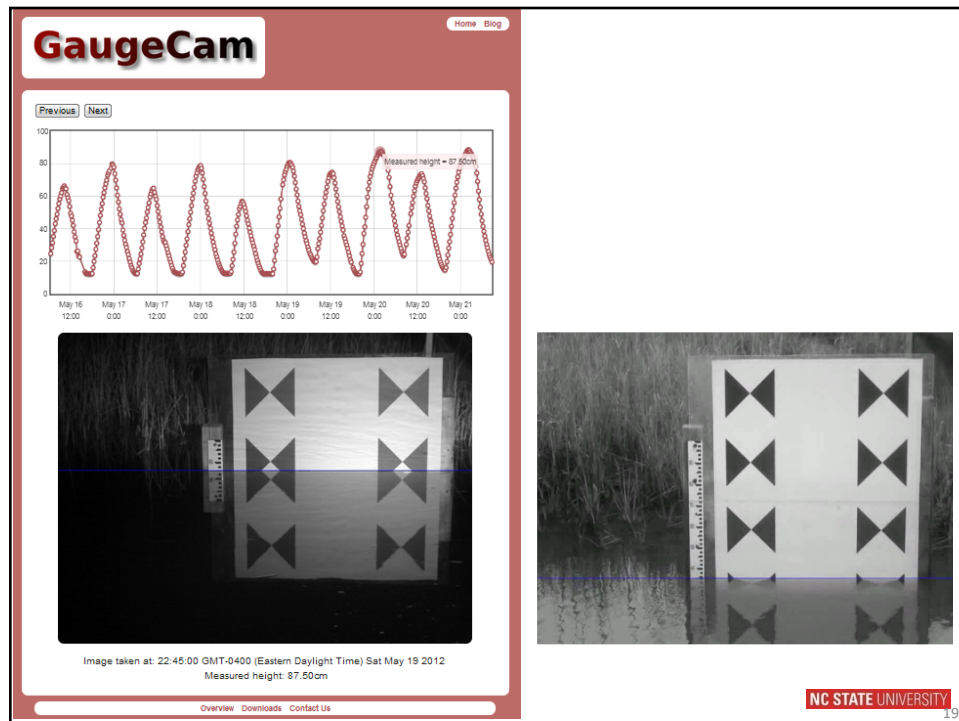 GaugeCam
Home Blog
Previous Next
100
80
60
40
20
0
Measured height = 87.50cm
May 16 May 17 May 17 May 18 May 18 May 19 May 19 May 20 May 20 May 21
12:00 0:00 12:00 0:00 12:00 0:00 12:00 0:00 12:00 0:00
Image taken at: 22:45:00 GMT-0400 (Eastern Daylight Time) Sat May 19 2012
Measured height: 87.50cm
Overview Downloads Contact Us
NC STATE UNIVERSITY
19